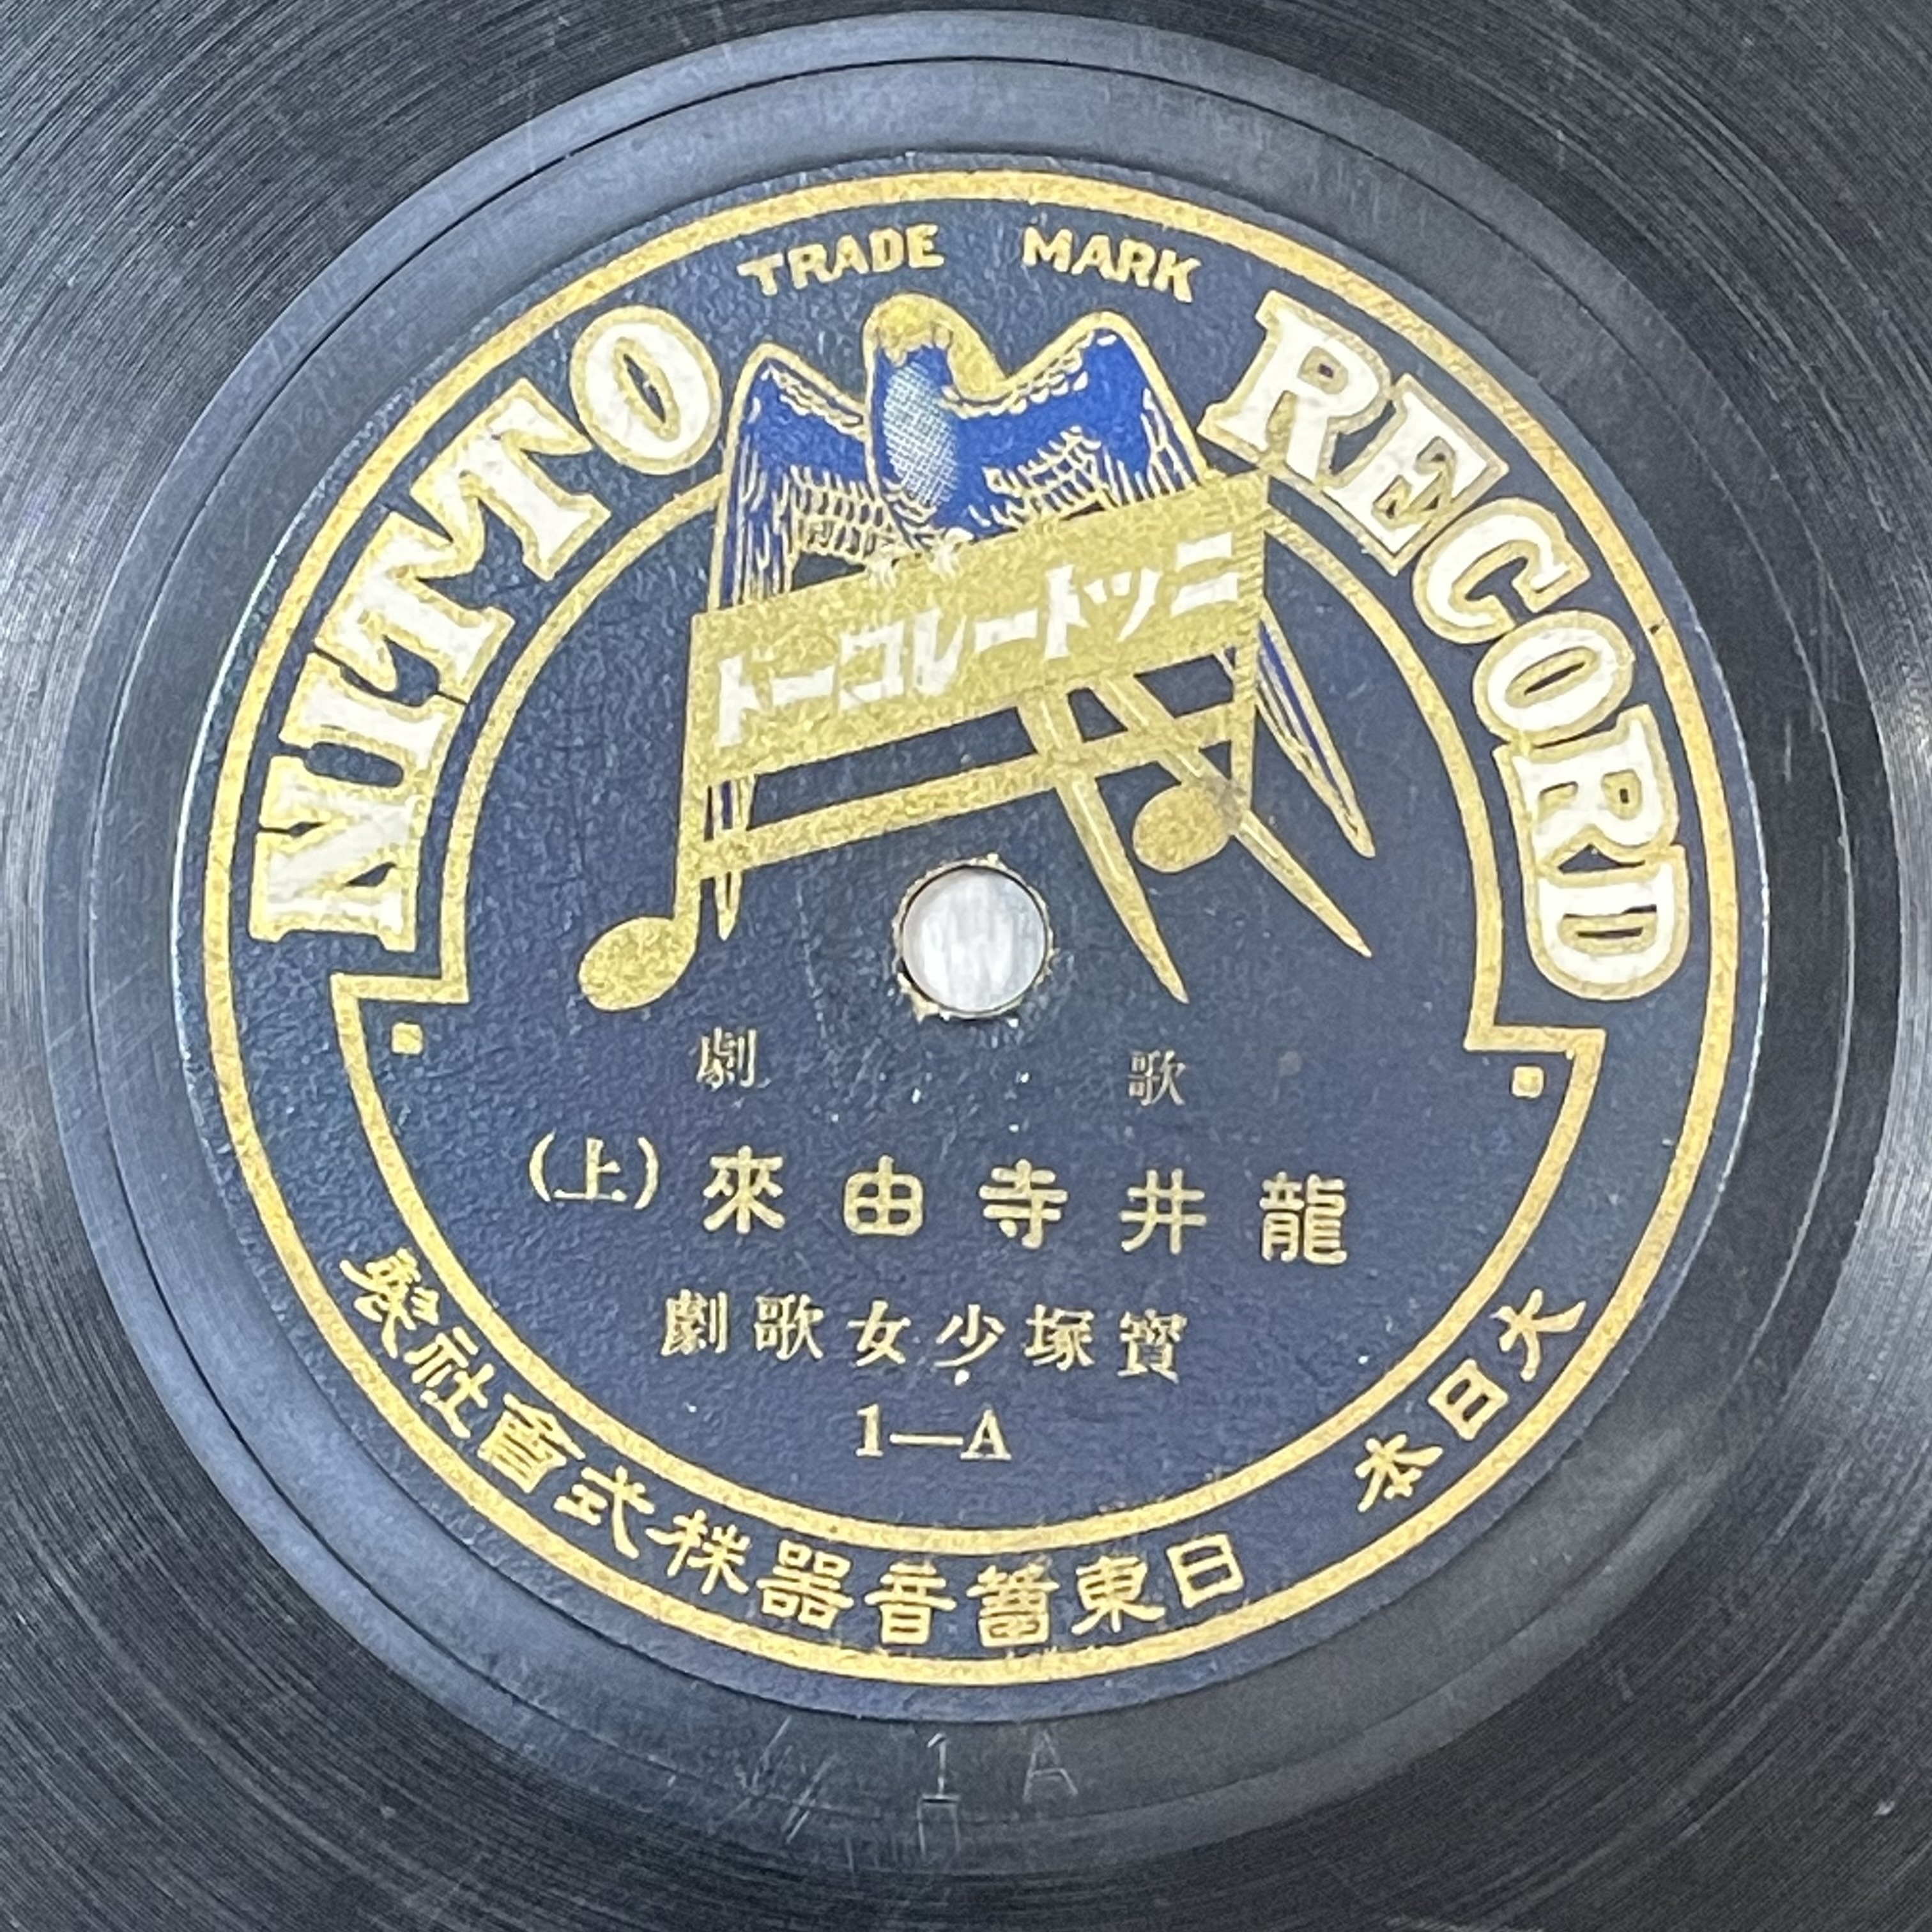 TRADE MARK
NITTO RECORD
ニットーレコード
歌劇
龍井寺由來(上)
寶塚少女歌劇
1—A
大日本 日東蓄音器株式會社製
1 A